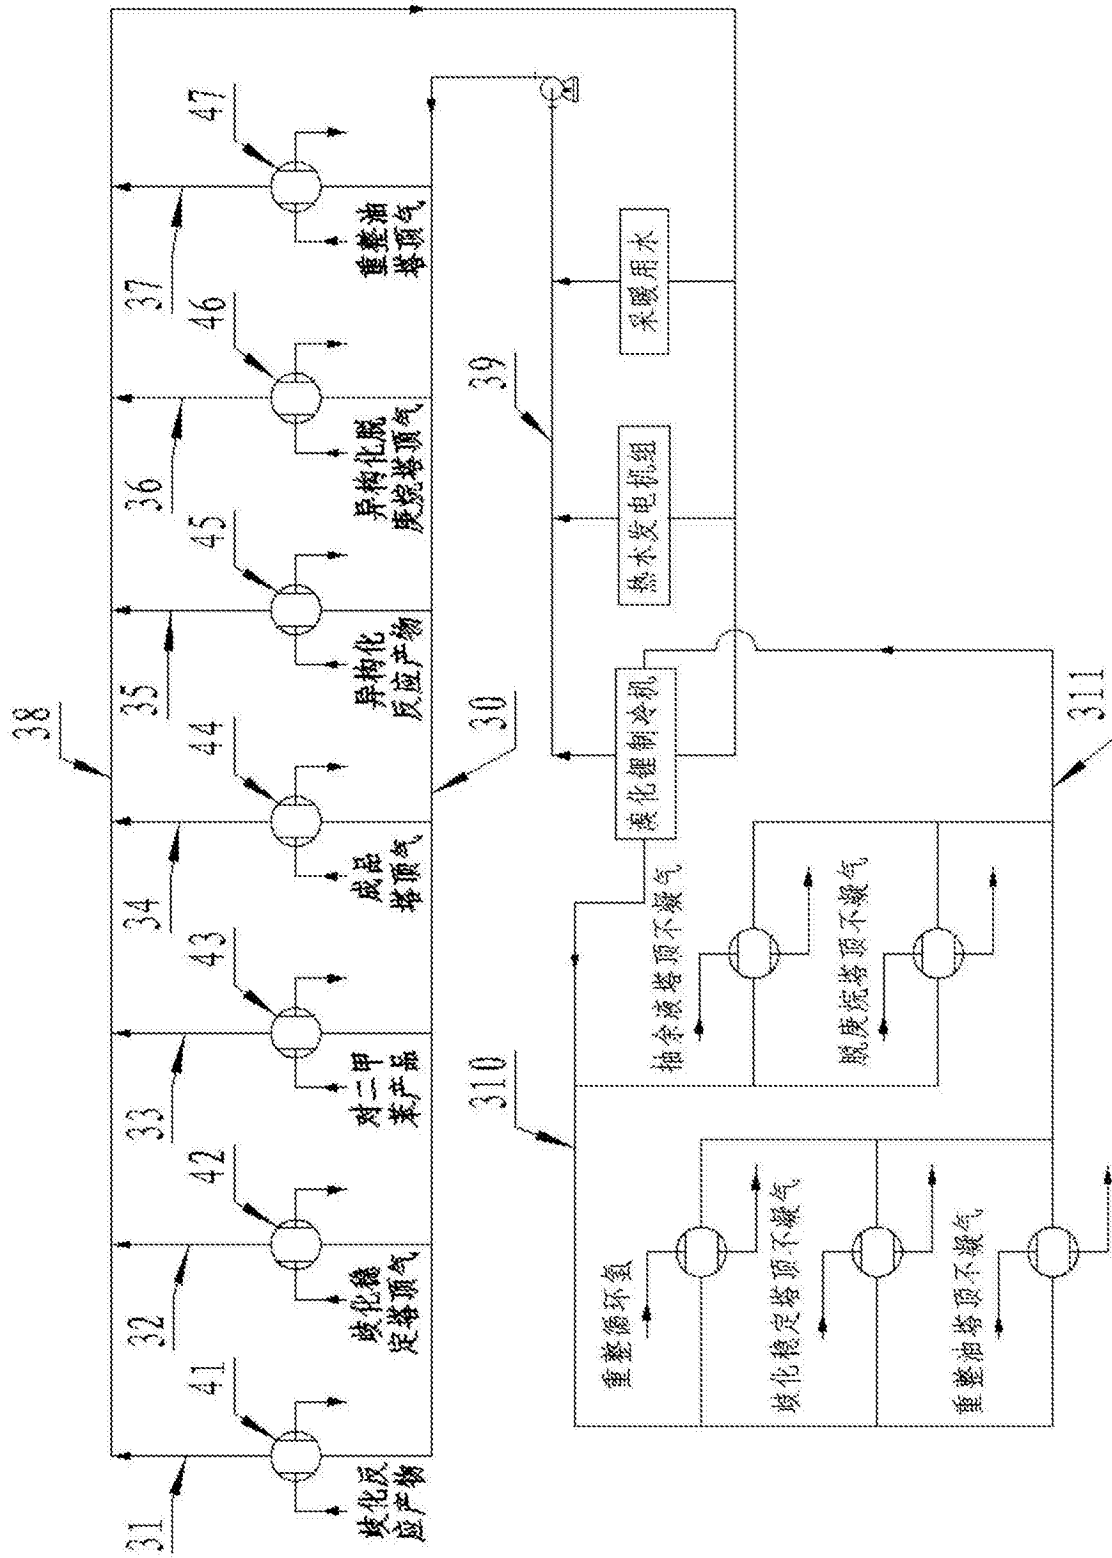 38
31
32
33
34
35
36
37
41
42
43
44
45
46
47
歧化反
应产物
歧化稳
定塔顶气
对二甲
苯产品
成品
塔顶气
异构化
反应产物
异构化脱
庚烷塔顶气
重整油
塔顶气
310
30
39
重整循环氢
抽余液塔顶不凝气
溴化锂制冷机
热水发电机组
采暖用水
歧化稳定塔顶不凝气
脱庚烷塔顶不凝气
重整油塔顶不凝气
311